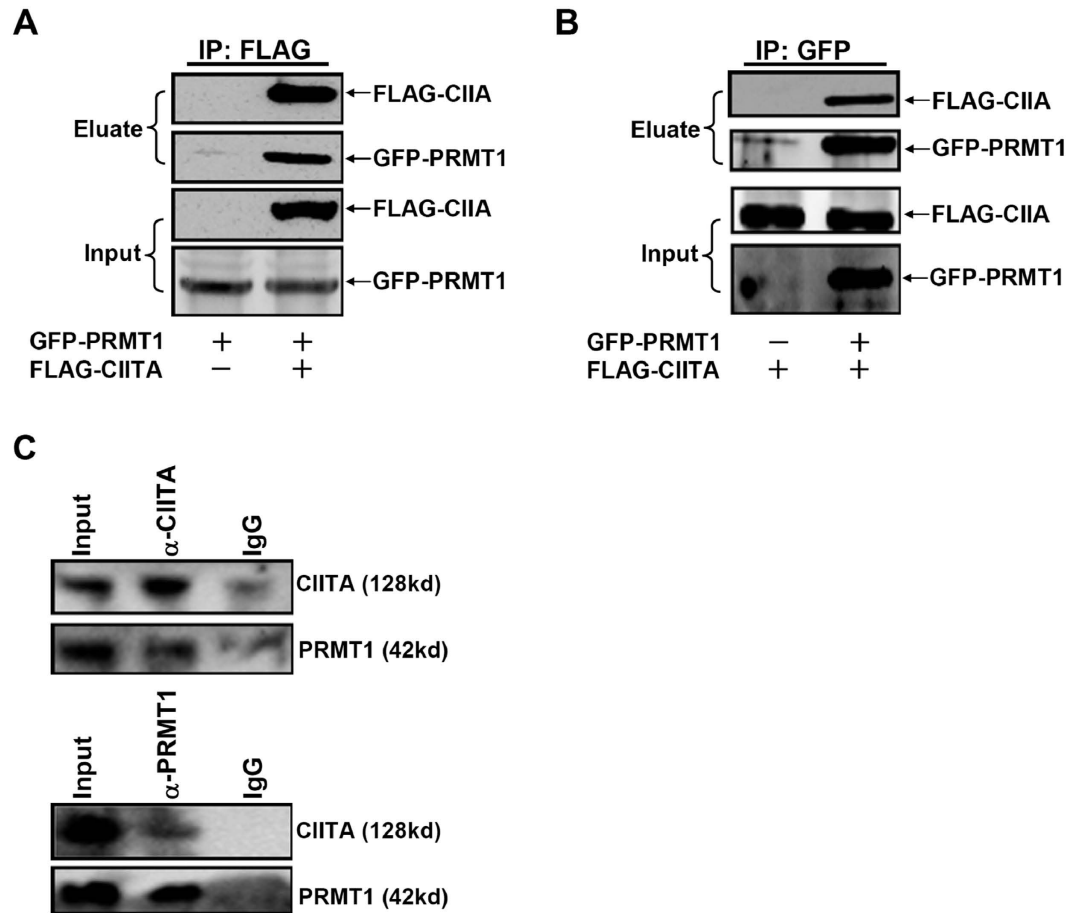 A
IP: FLAG
Eluate
FLAG-CIIA
GFP-PRMT1
Input
FLAG-CIIA
GFP-PRMT1
GFP-PRMT1 + +
FLAG-CIITA − +
B
IP: GFP
Eluate
FLAG-CIIA
GFP-PRMT1
Input
FLAG-CIIA
GFP-PRMT1
GFP-PRMT1 − +
FLAG-CIITA + +
C
Input α-CIITA IgG
CIITA (128kd)
PRMT1 (42kd)
Input α-PRMT1 IgG
CIITA (128kd)
PRMT1 (42kd)